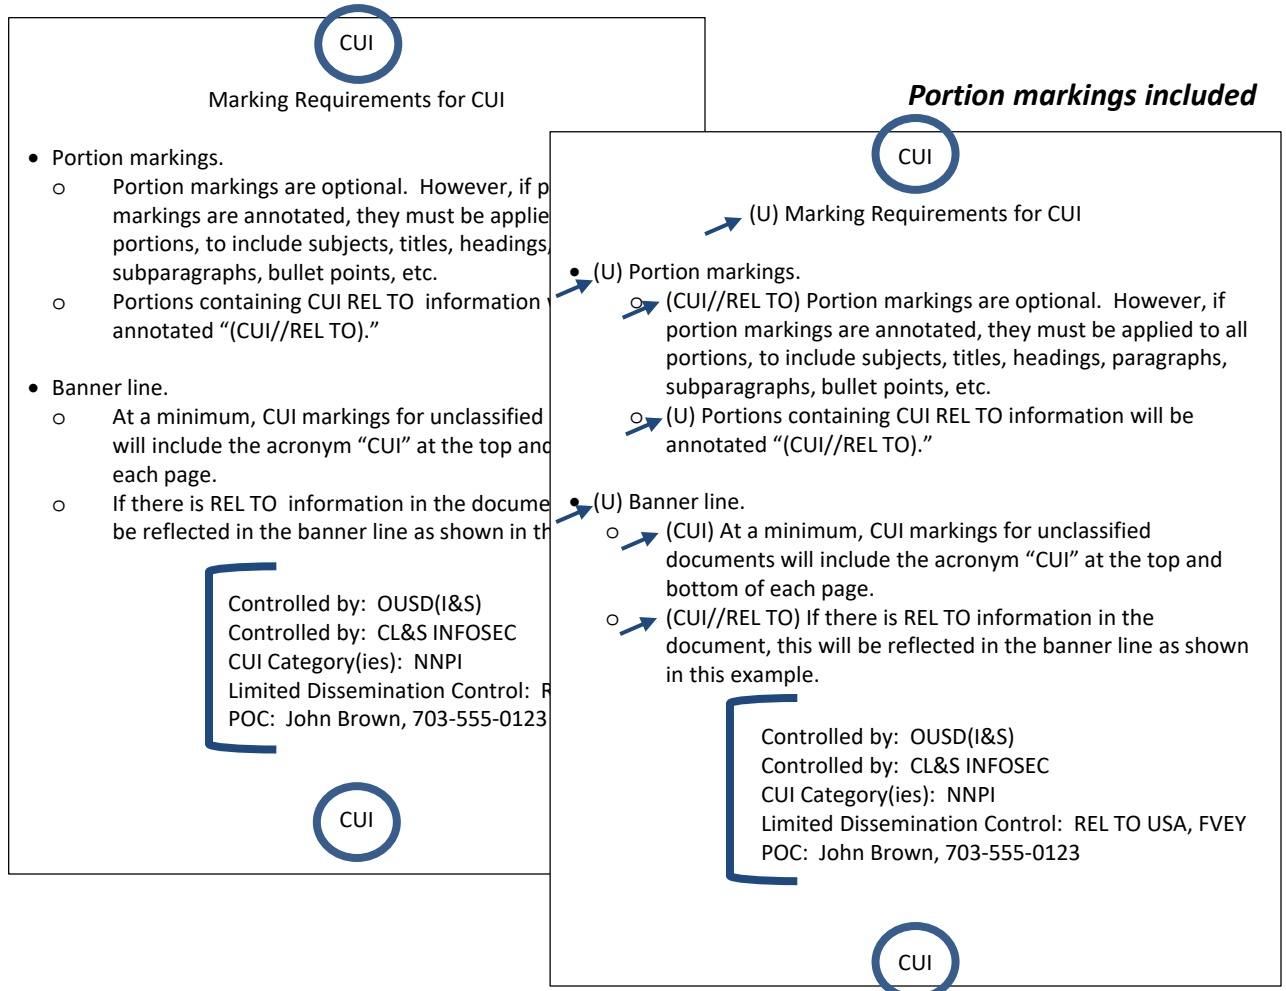 CUI
Marking Requirements for CUI
• Portion markings.
o Portion markings are optional. However, if p
markings are annotated, they must be applie
portions, to include subjects, titles, headings,
subparagraphs, bullet points, etc.
o Portions containing CUI REL TO information
annotated “(CUI//REL TO).”
• Banner line.
o At a minimum, CUI markings for unclassified
will include the acronym “CUI” at the top and
each page.
o If there is REL TO information in the docume
be reflected in the banner line as shown in th
Controlled by: OUSD(I&S)
Controlled by: CL&S INFOSEC
CUI Category(ies): NNPI
Limited Dissemination Control: R
POC: John Brown, 703-555-0123
CUI
Portion markings included
CUI
(U) Marking Requirements for CUI
• (U) Portion markings.
o (CUI//REL TO) Portion markings are optional. However, if
portion markings are annotated, they must be applied to all
portions, to include subjects, titles, headings, paragraphs,
subparagraphs, bullet points, etc.
o (U) Portions containing CUI REL TO information will be
annotated “(CUI//REL TO).”
• (U) Banner line.
o (CUI) At a minimum, CUI markings for unclassified
documents will include the acronym “CUI” at the top and
bottom of each page.
o (CUI//REL TO) If there is REL TO information in the
document, this will be reflected in the banner line as shown
in this example.
Controlled by: OUSD(I&S)
Controlled by: CL&S INFOSEC
CUI Category(ies): NNPI
Limited Dissemination Control: REL TO USA, FVEY
POC: John Brown, 703-555-0123
CUI